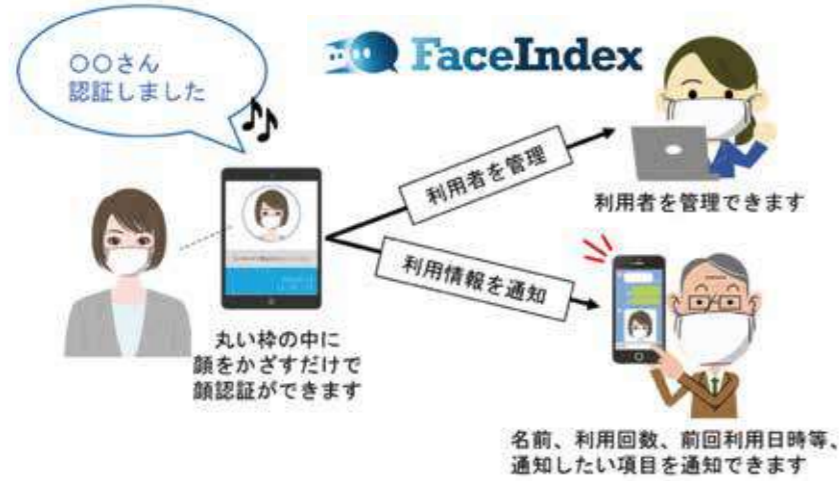 〇〇さん
認証しました
FaceIndex
利用者を管理
利用者を管理できます
利用情報を通知
丸い枠の中に
顔をかざすだけで
顔認証ができます
名前、利用回数、前回利用日時等、
通知したい項目を通知できます